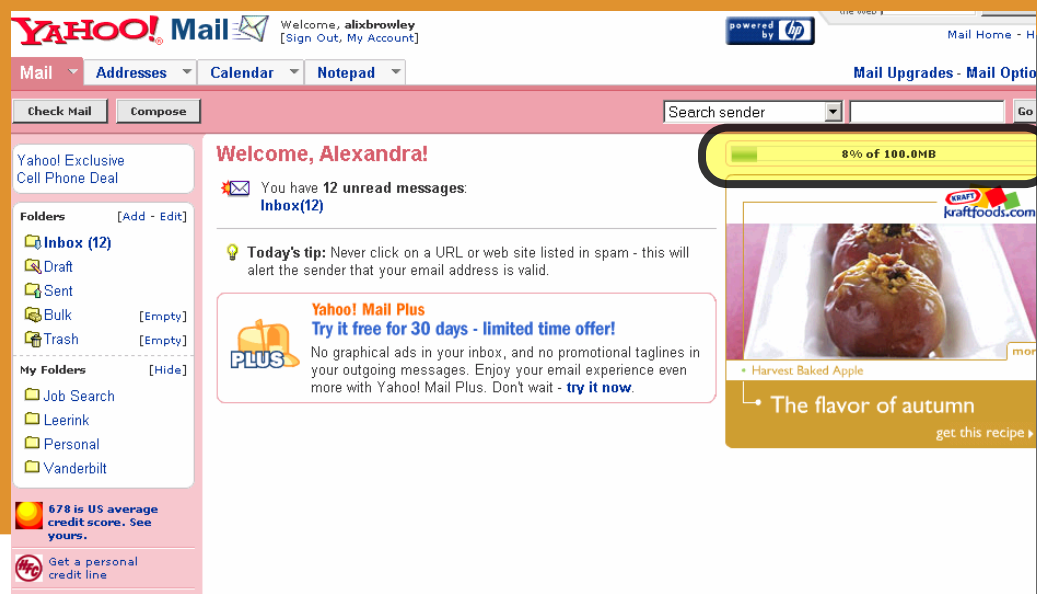 YAHOO! Mail
Welcome, alixbrowley
[Sign Out, My Account]
powered by hp
the Web
Mail Home - H
Mail Addresses Calendar Notepad
Mail Upgrades - Mail Optio
Check Mail Compose
Search sender
Go
Yahoo! Exclusive
Cell Phone Deal
Folders [Add - Edit]
Inbox (12)
Draft
Sent
Bulk [Empty]
Trash [Empty]
My Folders [Hide]
Job Search
Leerink
Personal
Vanderbilt
678 is US average
credit score. See
yours.
HFC
Get a personal
credit line
Welcome, Alexandra!
You have 12 unread messages:
Inbox(12)
Today's tip: Never click on a URL or web site listed in spam - this will
alert the sender that your email address is valid.
PLUS
Yahoo! Mail Plus
Try it free for 30 days - limited time offer!
No graphical ads in your inbox, and no promotional taglines in
your outgoing messages. Enjoy your email experience even
more with Yahoo! Mail Plus. Don't wait - try it now.
8% of 100.0MB
KRAFT
kraftfoods.com
mor
• Harvest Baked Apple
The flavor of autumn
get this recipe